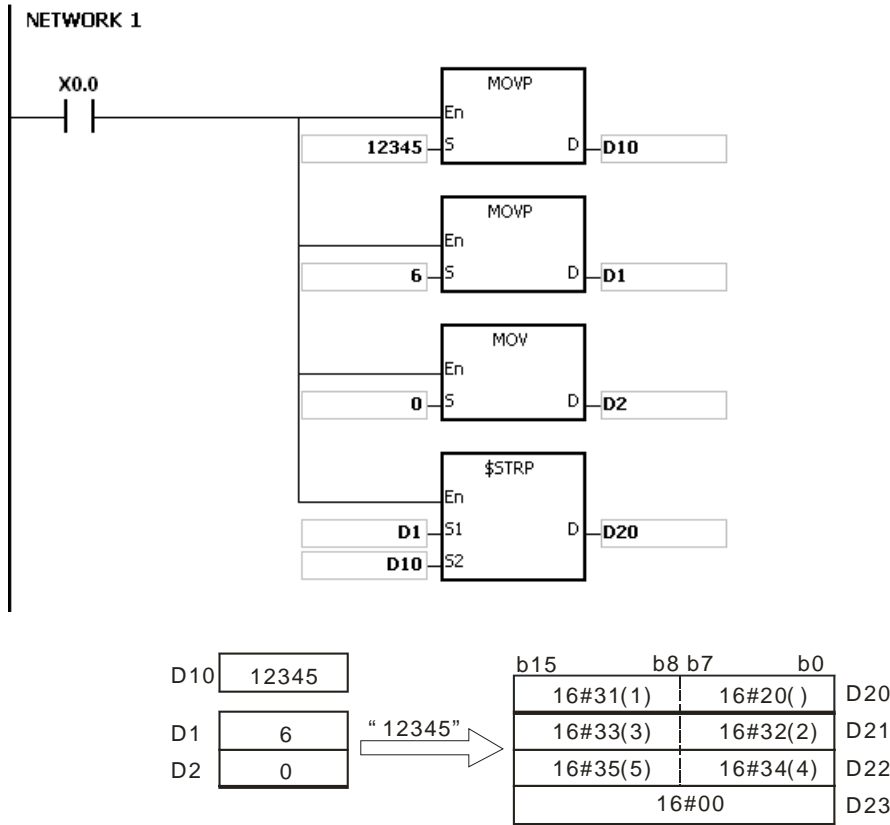 NETWORK 1
X0.0
MOVP
En
12345 S D D10
MOVP
En
6 S D D1
MOV
En
0 S D D2
$STRP
En
D1 S1 D D20
D10 S2
b15 b8 b7 b0
D10 12345
16#31(1) 16#20( ) D20
D1 6 “12345” 16#33(3) 16#32(2) D21
D2 0 16#35(5) 16#34(4) D22
16#00 D23